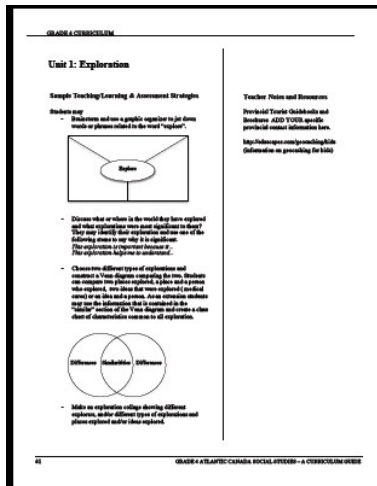 GRADE 4 CURRICULUM
Unit 1: Exploration
Sample Teaching/Learning & Assessment Strategies
Students may
- Brainstorm and use a graphic organizer to jot down
words or phrases related to the word "explore".
Explore
- Discuss what or where in the world they have explored
and what explorations were most significant to them?
They may identify their exploration and use one of the
following stems to say why it is significant.
This exploration is important because it...
This exploration helps me to understand...
- Choose two different types of explorations and
construct a Venn diagram comparing the two. Students
can compare two places explored, a place and a person
who explored, two ideas that were explored (medical
cures) or an idea and a person. As an extension students
may use the information that is contained in the
"similar" section of the Venn diagram and create a class
chart of characteristics common to all exploration.
Differences Similarities Differences
- Make an exploration collage showing different
explorers, and/or different types of explorations and
places explored and/or ideas explored.
Teacher Notes and Resources
Provincial Tourist Guidebooks and
Brochures ADD YOUR specific
provincial contact information here.
http://eduscapes.com/geocaching/kids
(information on geocaching for kids)
GRADE 4 ATLANTIC CANADA SOCIAL STUDIES - A CURRICULUM GUIDE